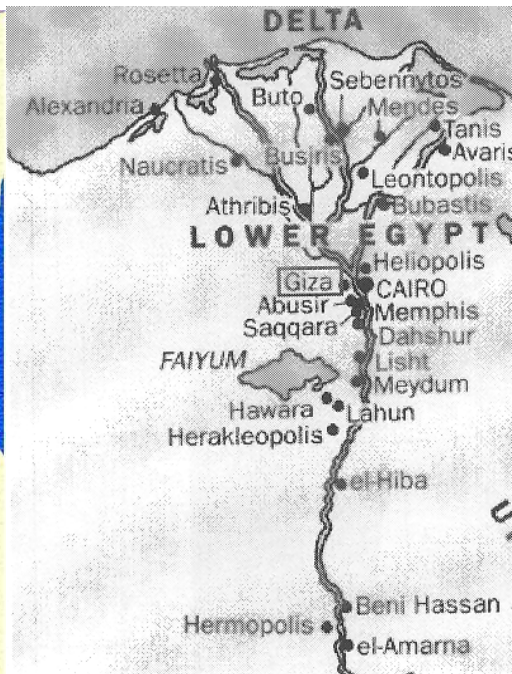 DELTA
Rosetta
Sebennytos
Alexandria
Buto
Mendes
Tanis
Avaris
Naucratis
Busiris
Leontopolis
Athribis
Bubastis
LOWER EGYPT
Heliopolis
Giza
CAIRO
Abusir
Memphis
Saqqara
Dahshur
FAIYUM
Lisht
Meydum
Hawara
Lahun
Herakleopolis
el-Hiba
Beni Hassan
Hermopolis
el-Amarna